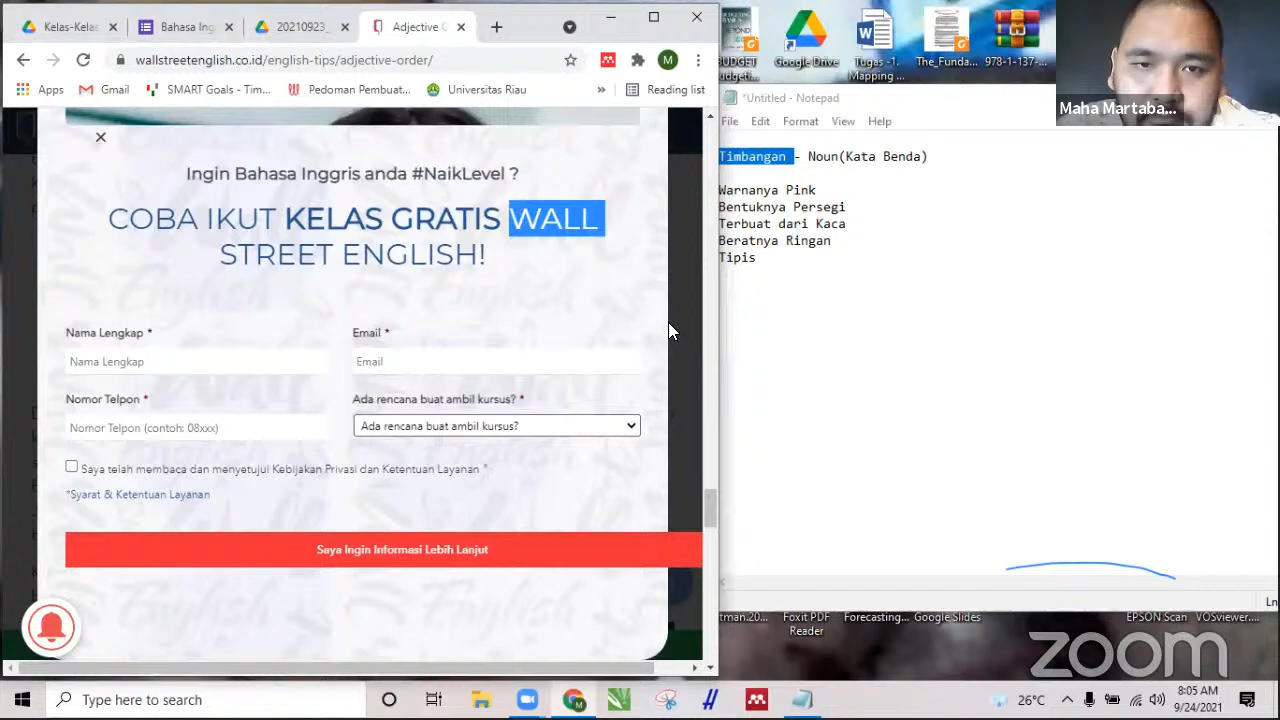 Kelas-Kelas
Ba
20210923_
Adjective O
wallstreetenglish.co.id/english-tips/adjective-order/
M
Apps
Gmail
SMART Goals - Tim...
Pedoman Pembuat...
Universitas Riau
»
Reading list
Ingin Bahasa Inggris anda #NaikLevel ?
COBA IKUT KELAS GRATIS WALL
STREET ENGLISH!
Nama Lengkap *
Email *
Nama Lengkap
Email
Nomor Telpon *
Ada rencana buat ambil kursus? *
Nomor Telpon (contoh: 08xxx)
Ada rencana buat ambil kursus?
Saya telah membaca dan menyetujui Kebijakan Privasi dan Ketentuan Layanan *
*Syarat & Ketentuan Layanan
Saya Ingin Informasi Lebih Lanjut
BUDGET
Budgeti...
Google Drive
Tugas -1.
Mapping ...
The_Funda...
978-1-137-...
Maha Martaba...
*Untitled - Notepad
File Edit Format View Help
Timbangan - Noun(Kata Benda)
Warnanya Pink
Bentuknya Persegi
Terbuat dari Kaca
Beratnya Ringan
Tipis
Ln
tman.20...
Foxit PDF
Reader
Forecasting...
Google Slides
EPSON Scan
VOSviewer....
zoom
Type here to search
26°C
8:05 AM
9/24/2021